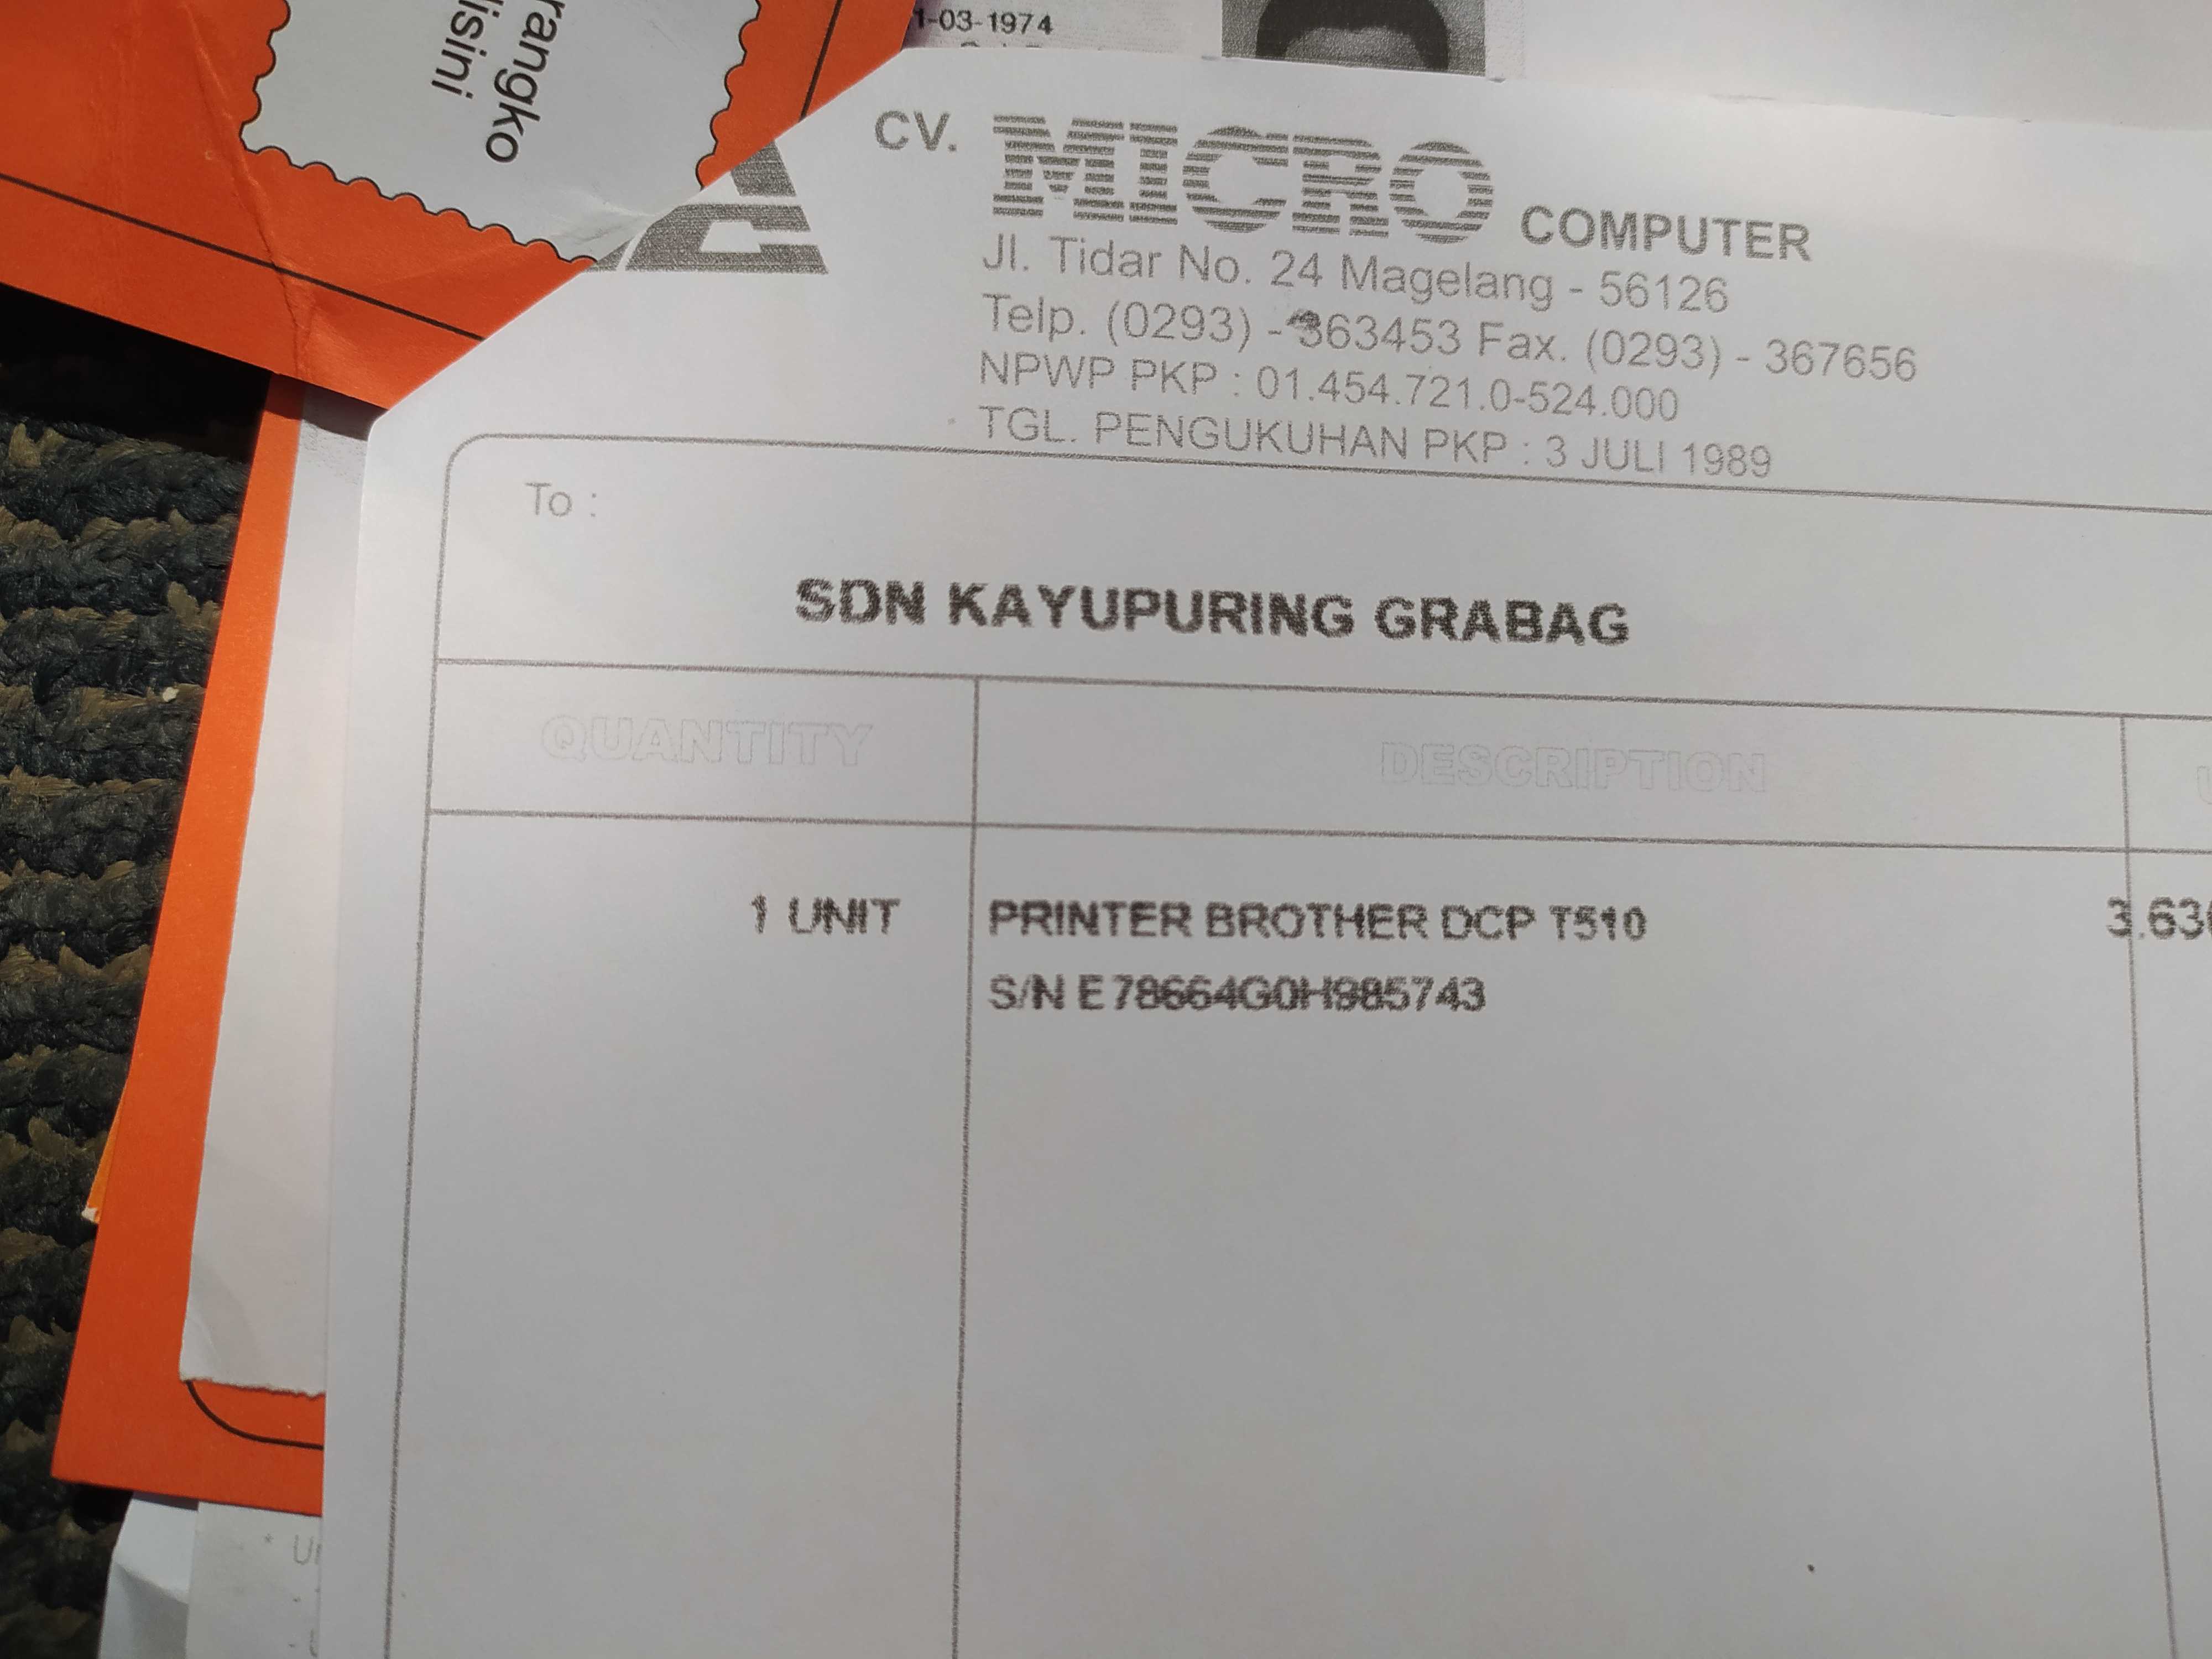 1-03-1974
rangko
disini
CV. MICRO COMPUTER
Jl. Tidar No. 24 Magelang - 56126
Telp. (0293) - 363453 Fax. (0293) - 367656
NPWP PKP : 01.454.721.0-524.000
TGL. PENGUKUHAN PKP : 3 JULI 1989
To :
SDN KAYUPURING GRABAG
QUANTITY DESCRIPTION
1 UNIT PRINTER BROTHER DCP T510 3.63
S/N E78664G0H985743